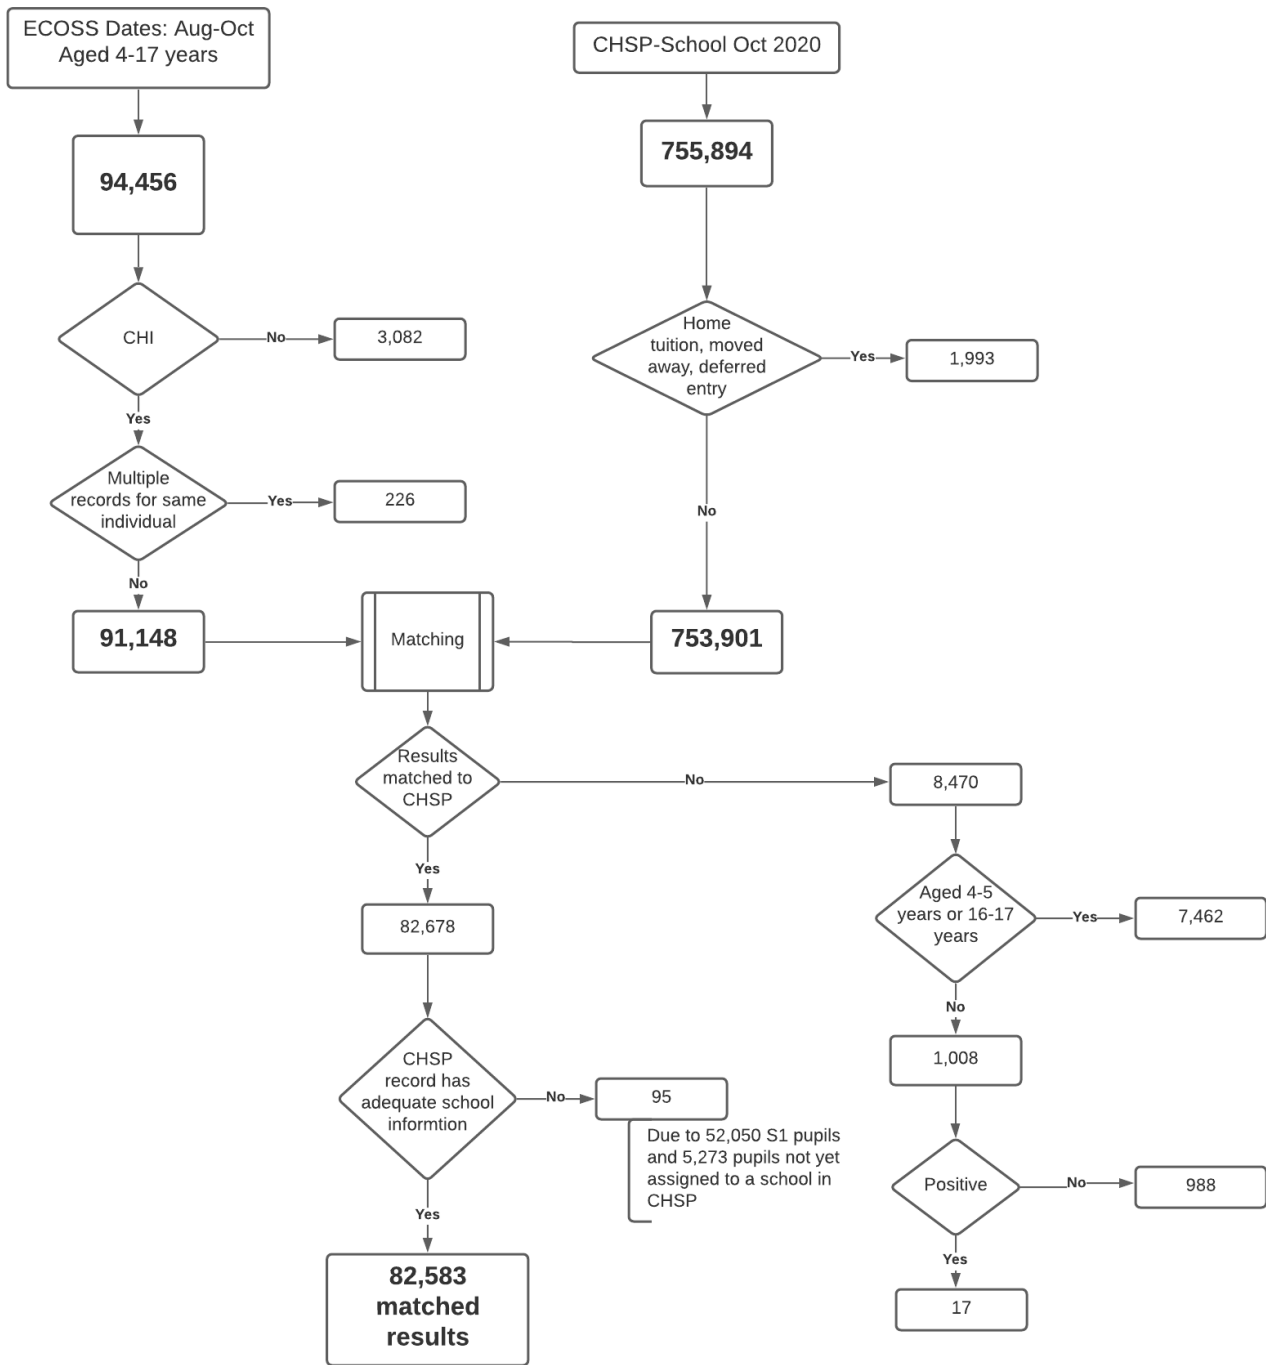 ECOSS Dates: Aug-Oct
Aged 4-17 years
CHSP-School Oct 2020
94,456
755,894
CHI
No
3,082
Yes
Home
tuition, moved
away, deferred
entry
Yes
1,993
No
Multiple
records for same
individual
Yes
226
No
91,148
Matching
753,901
Results
matched to
CHSP
No
8,470
Yes
82,678
Aged 4-5
years or 16-17
years
Yes
7,462
No
1,008
CHSP
record has
adequate school
informtion
No
95
Due to 52,050 S1 pupils
and 5,273 pupils not yet
assigned to a school in
CHSP
Yes
82,583
matched
results
Positive
No
988
Yes
17